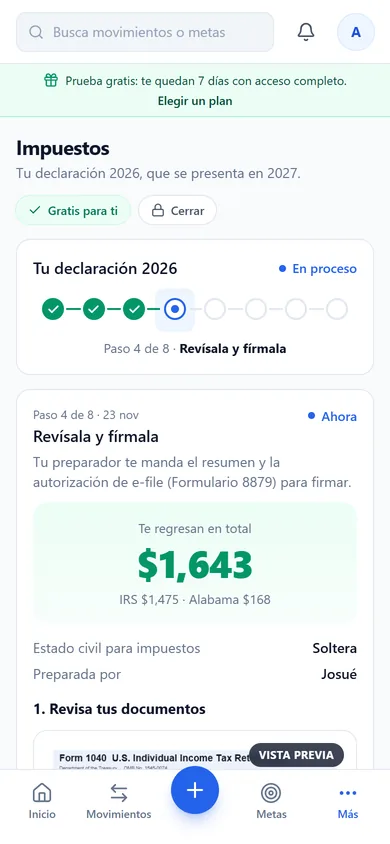 Busca movimientos o metas
A
Prueba gratis: te quedan 7 días con acceso completo.
Elegir un plan
Impuestos
Tu declaración 2026, que se presenta en 2027.
Gratis para ti
Cerrar
Tu declaración 2026
En proceso
Paso 4 de 8 · Revísala y fírmala
Paso 4 de 8 · 23 nov
Ahora
Revísala y fírmala
Tu preparador te manda el resumen y la
autorización de e-file (Formulario 8879) para firmar.
Te regresan en total
$1,643
IRS $1,475 · Alabama $168
Estado civil para impuestos
Soltera
Preparada por
Josué
1. Revisa tus documentos
Form 1040 U.S. Individual Income Tax Ret
VISTA PREVIA
Inicio
Movimientos
Metas
Más